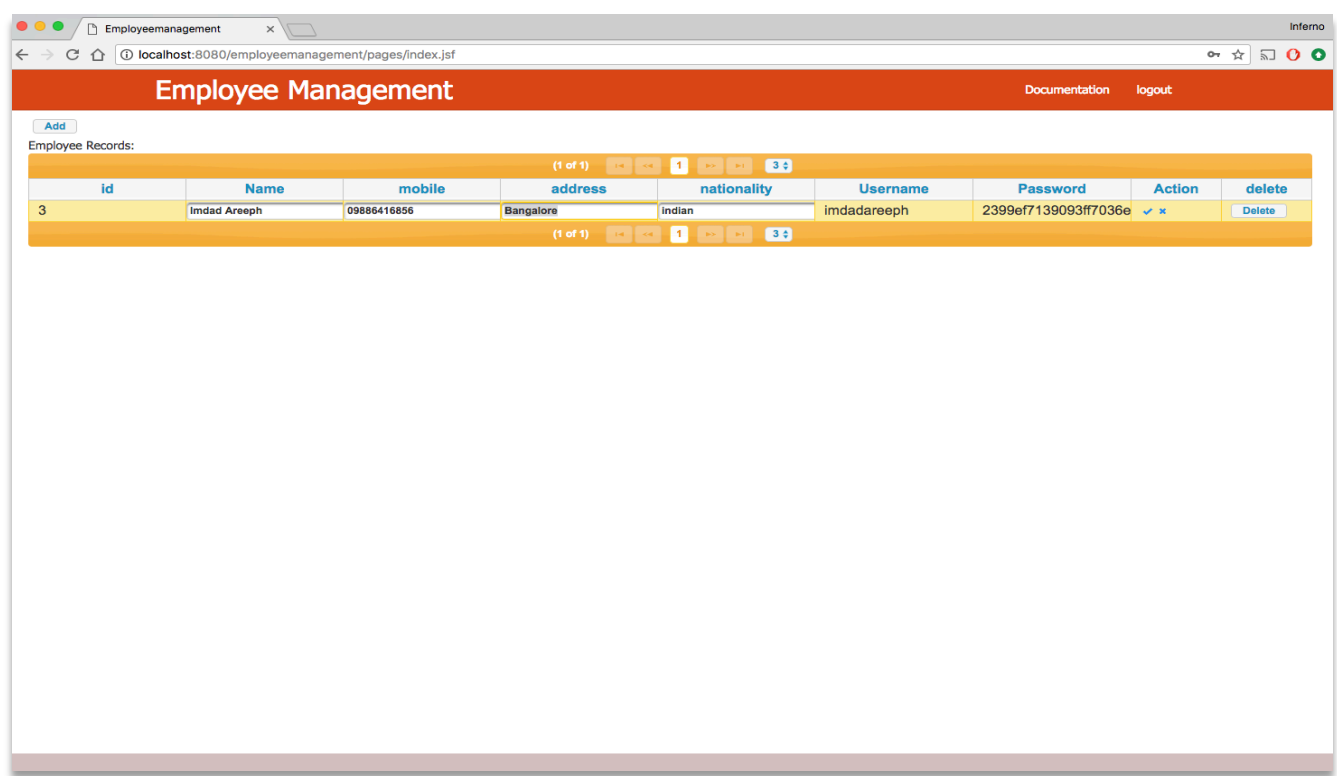 Employeemanagement
Inferno
localhost:8080/employeemanagement/pages/index.jsf
Employee Management
Documentation logout
Add
Employee Records:
(1 of 1) 1 3
id Name mobile address nationality Username Password Action delete
3 Imdad Areeph 09886416856 Bangalore indian imdadareeph 2399ef7139093ff7036e Delete
(1 of 1) 1 3